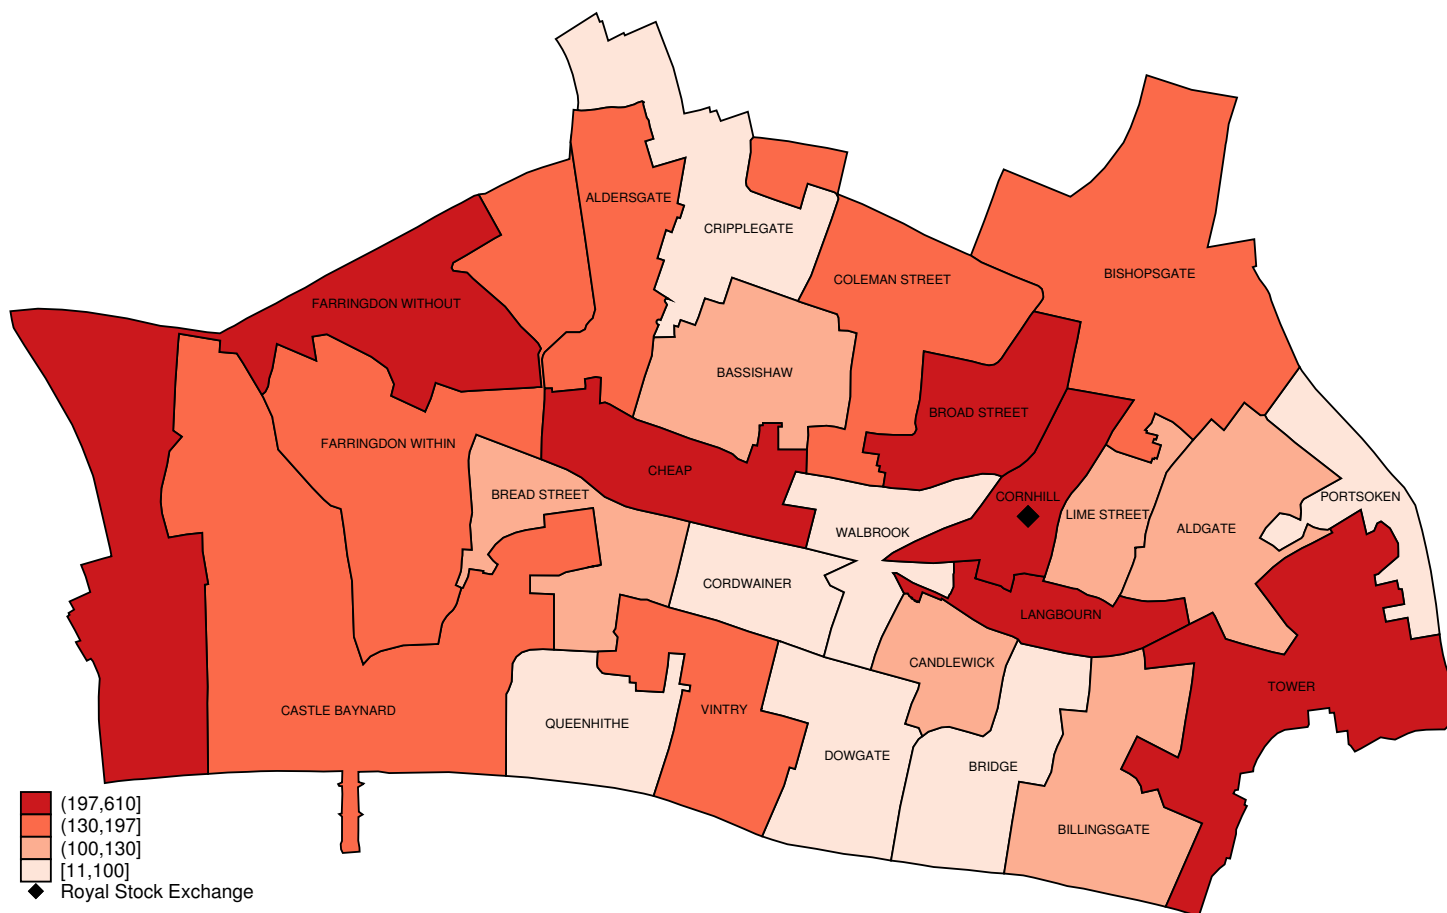 ALDERSGATE
CRIPPLEGATE
BISHOPSGATE
COLEMAN STREET
FARRINGDON WITHOUT
BASSISHAW
BROAD STREET
FARRINGDON WITHIN
CHEAP
BREAD STREET
CORNHILL
PORTSOKEN
LIME STREET
ALDGATE
WALBROOK
CORDWAINER
LANGBOURN
CANDLEWICK
TOWER
CASTLE BAYNARD
VINTRY
QUEENHITHE
DOWGATE
BRIDGE
BILLINGSGATE
(197,610]
(130,197]
(100,130]
[11,100]
Royal Stock Exchange